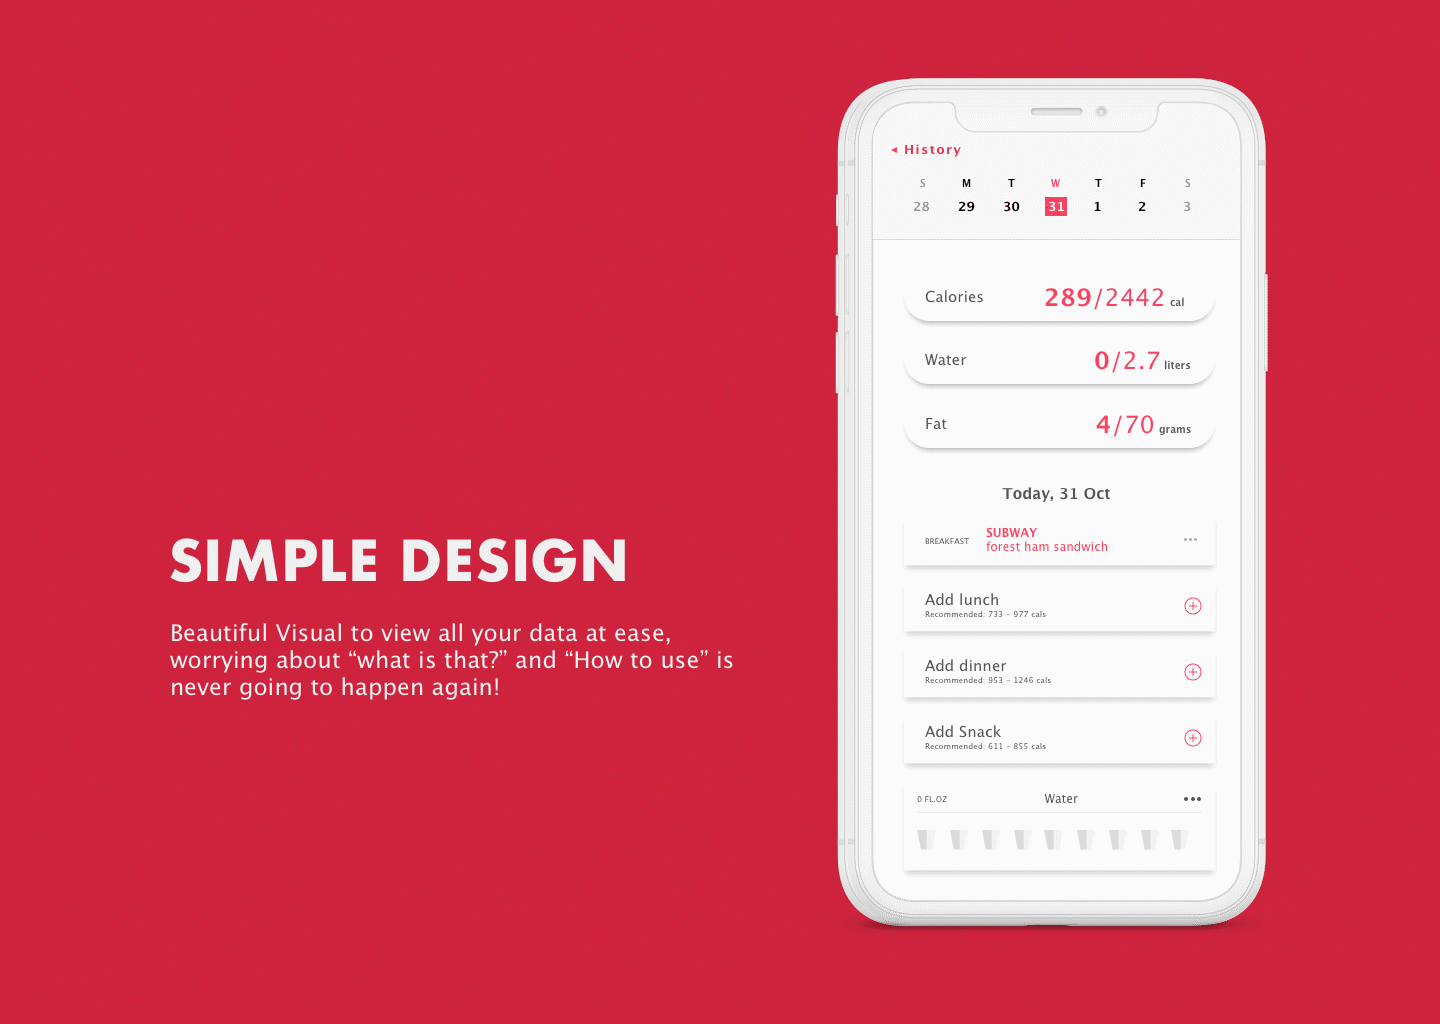 SIMPLE DESIGN
Beautiful Visual to view all your data at ease,
worrying about “what is that?” and “How to use” is
never going to happen again!
◂ History
S M T W T F S
28 29 30 31 1 2 3
Calories 289/2442 cal
Water 0/2.7 liters
Fat 4/70 grams
Today, 31 Oct
BREAKFAST
SUBWAY
forest ham sandwich
Add lunch
Recommended: 733 - 977 cals
Add dinner
Recommended: 953 - 1246 cals
Add Snack
Recommended: 611 - 855 cals
0 FL.OZ Water